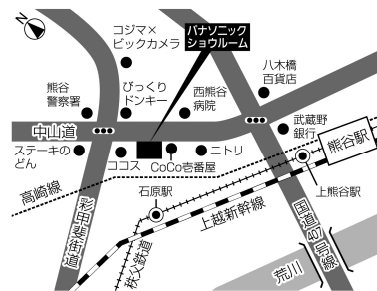 N
コジマ×
ビックカメラ
パナソニック
ショウルーム
八木橋
百貨店
熊谷
警察署
びっくり
ドンキー
西熊谷
病院
武蔵野
銀行
中山道
熊谷駅
ステーキの
どん
ココス
CoCo壱番屋
ニトリ
上熊谷駅
高崎線
石原駅
彩甲斐街道
上越新幹線
国道407号線
秩父鉄道
荒川